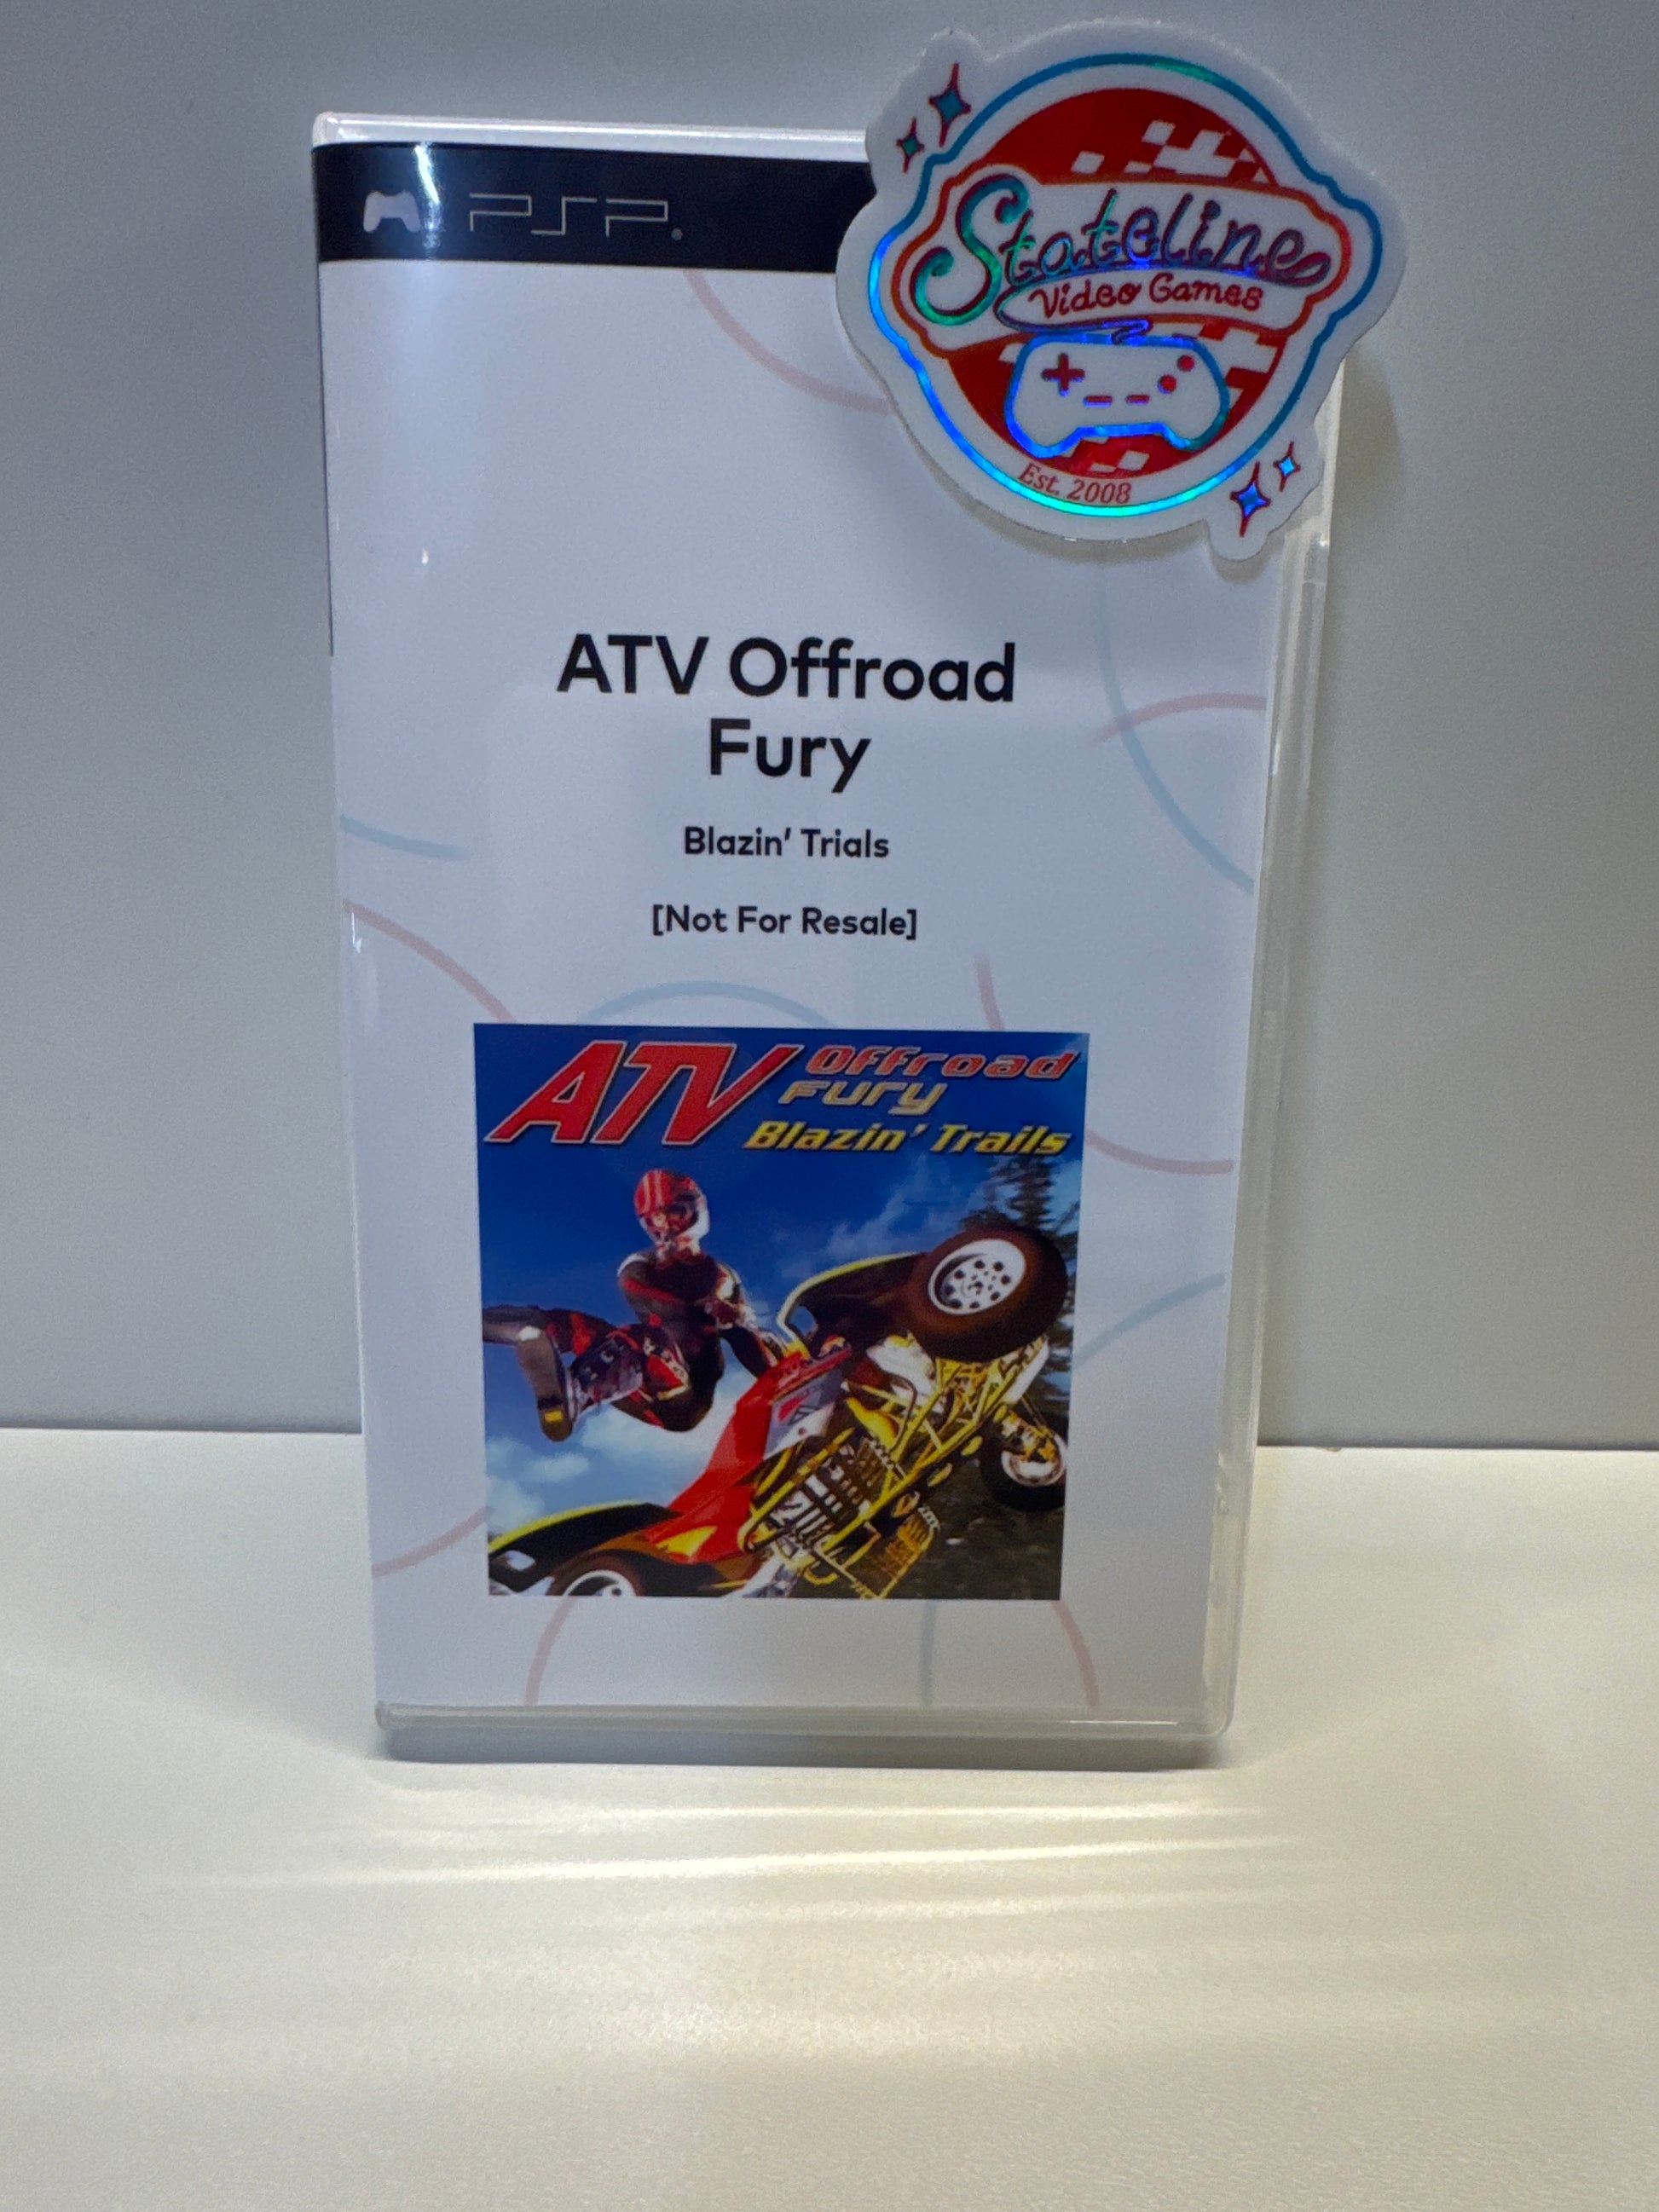 PSP
Stateline
Video Games
Est. 2008
ATV Offroad
Fury
Blazin' Trials
[Not For Resale]
ATV Offroad
Fury
Blazin' Trails